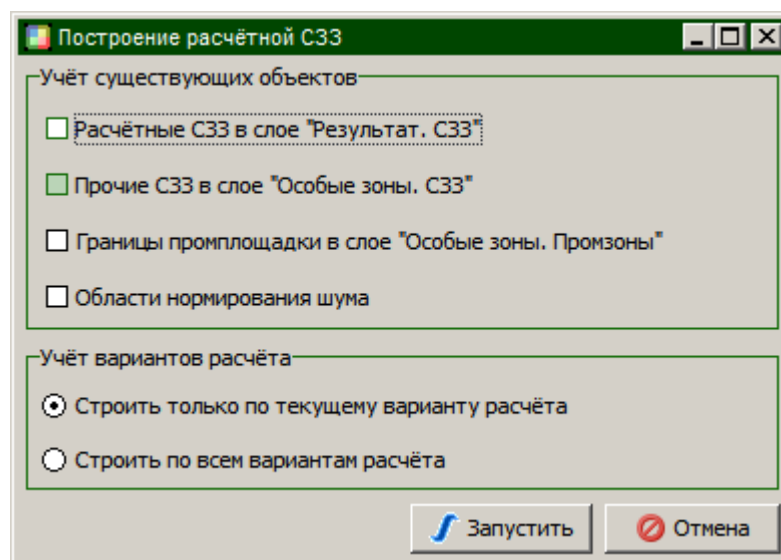 Построение расчётной СЗЗ
Учёт существующих объектов
Расчётные СЗЗ в слое "Результат. СЗЗ"
Прочие СЗЗ в слое "Особые зоны. СЗЗ"
Границы промплощадки в слое "Особые зоны. Промзоны"
Области нормирования шума
Учёт вариантов расчёта
Строить только по текущему варианту расчёта
Строить по всем вариантам расчёта
Запустить
Отмена